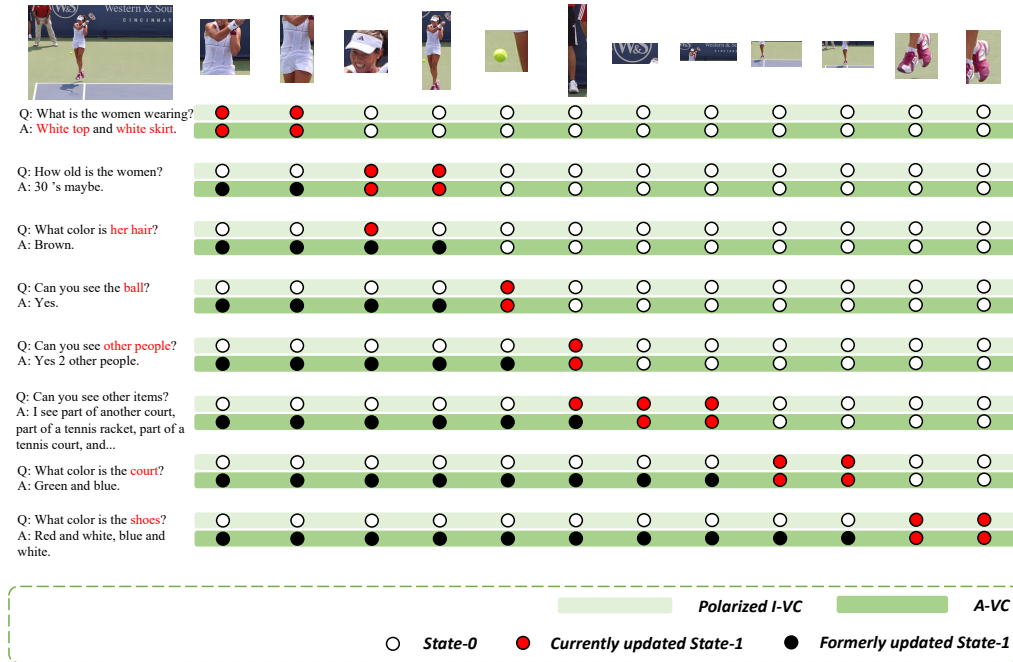 Western & Sou
CINCINNAT
W&S
Western & Sou
Q: What is the women wearing?
A: White top and white skirt.
Q: How old is the women?
A: 30 's maybe.
Q: What color is her hair?
A: Brown.
Q: Can you see the ball?
A: Yes.
Q: Can you see other people?
A: Yes 2 other people.
Q: Can you see other items?
A: I see part of another court,
part of a tennis racket, part of a
tennis court, and...
Q: What color is the court?
A: Green and blue.
Q: What color is the shoes?
A: Red and white, blue and
white.
Polarized I-VC
A-VC
State-0
Currently updated State-1
Formerly updated State-1